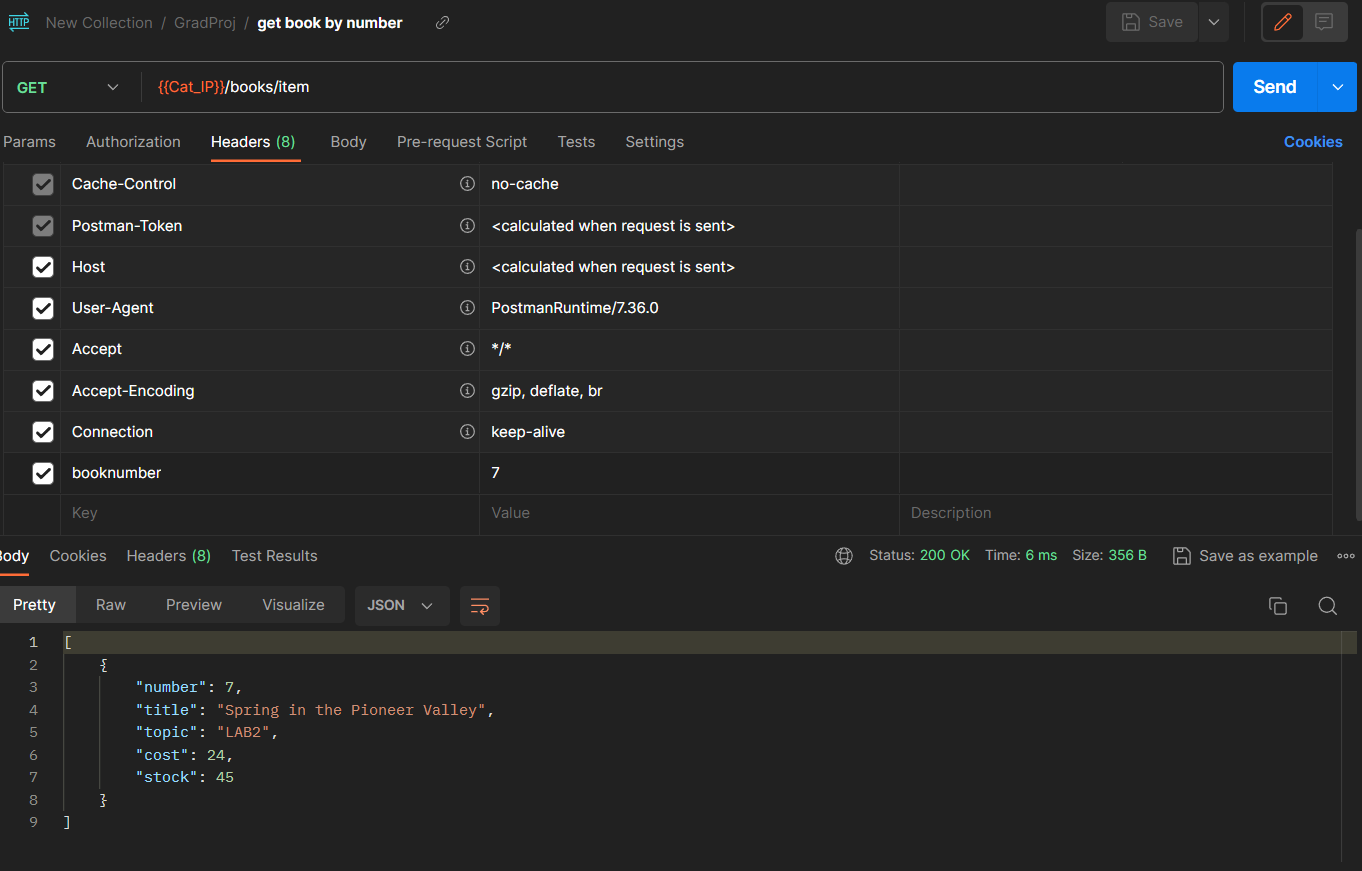 HTTP New Collection / GradProj / get book by number Save
GET {{Cat_IP}}/books/item Send
Params Authorization Headers (8) Body Pre-request Script Tests Settings Cookies
Cache-Control no-cache
Postman-Token <calculated when request is sent>
Host <calculated when request is sent>
User-Agent PostmanRuntime/7.36.0
Accept */*
Accept-Encoding gzip, deflate, br
Connection keep-alive
booknumber 7
Key Value Description
Body Cookies Headers (8) Test Results Status: 200 OK Time: 6 ms Size: 356 B Save as example
Pretty Raw Preview Visualize JSON
1 [
2 {
3 "number": 7,
4 "title": "Spring in the Pioneer Valley",
5 "topic": "LAB2",
6 "cost": 24,
7 "stock": 45
8 }
9 ]